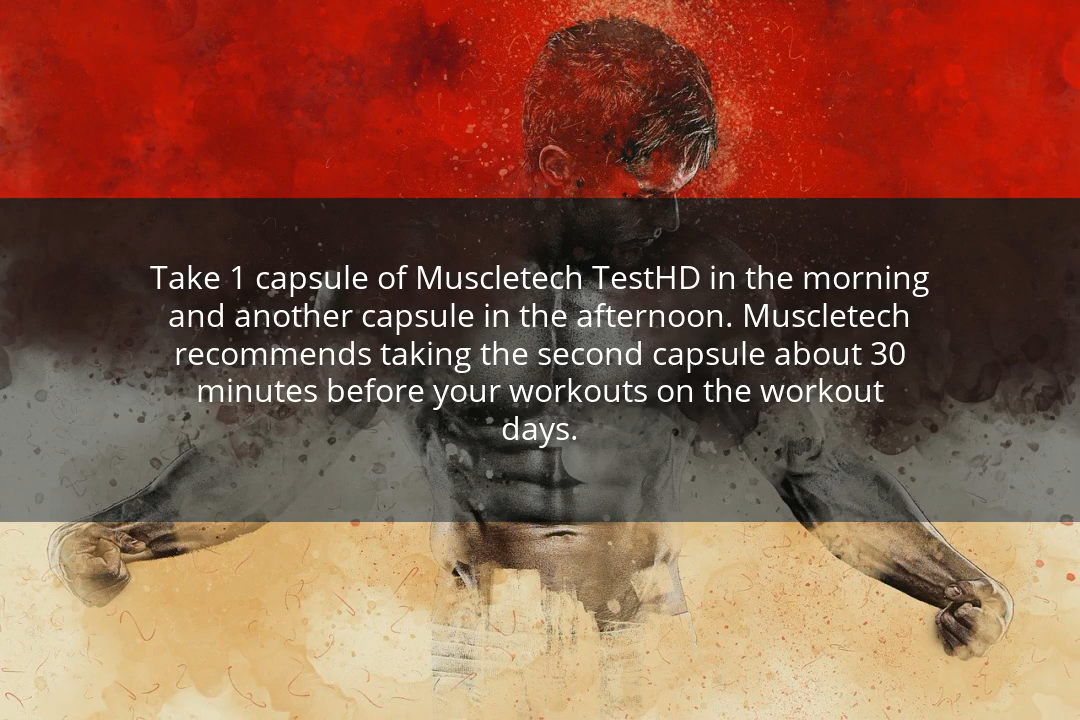 Take 1 capsule of Muscletech TestHD in the morning
and another capsule in the afternoon. Muscletech
recommends taking the second capsule about 30
minutes before your workouts on the workout
days.